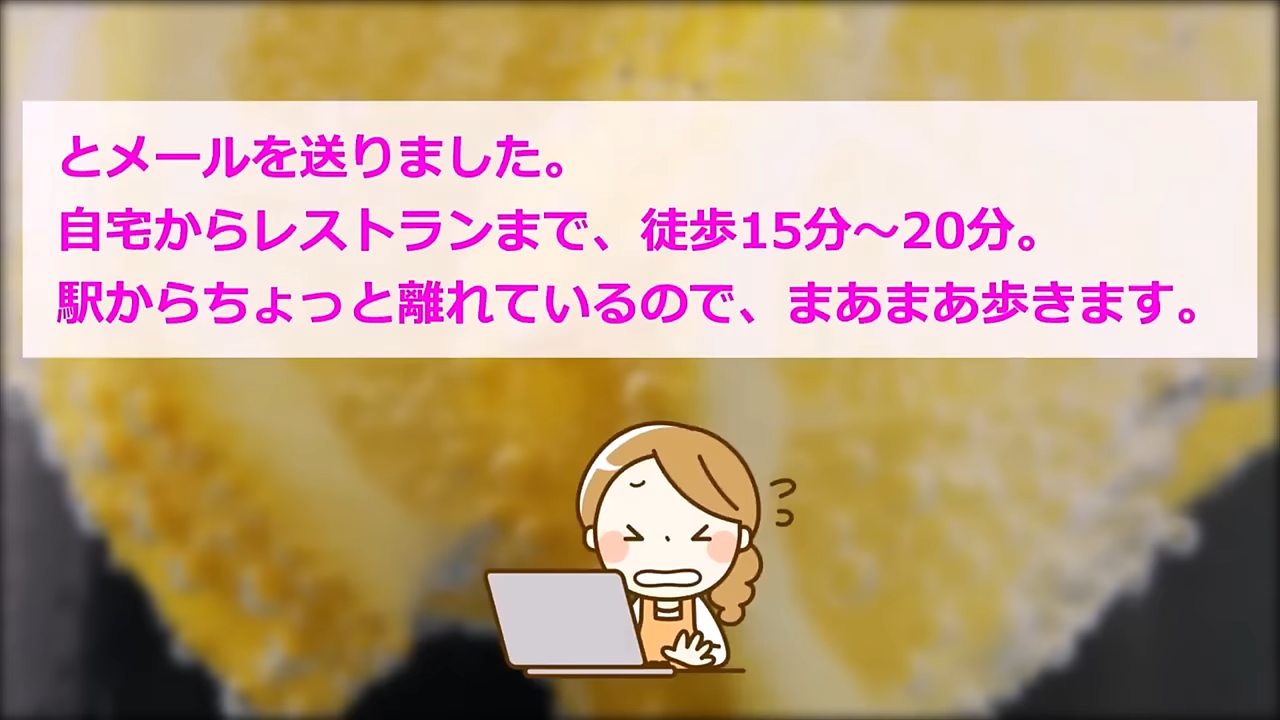 とメールを送りました。
自宅からレストランまで、徒歩15分～20分。
駅からちょっと離れているので、まあまあ歩きます。